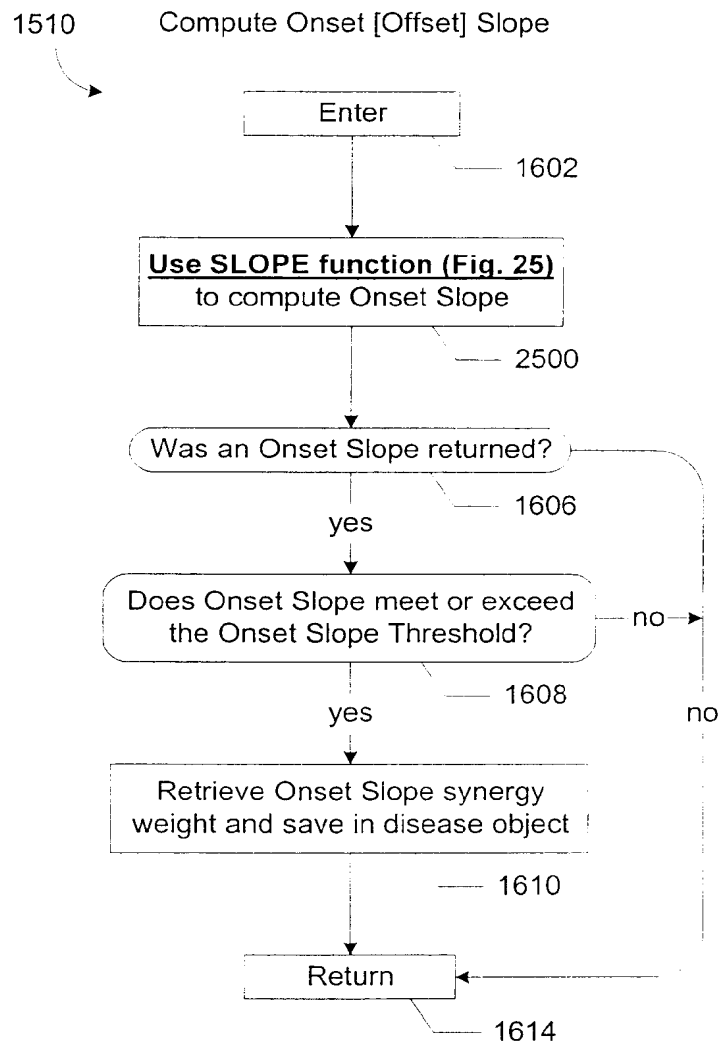 1510
Compute Onset [Offset] Slope
Enter
1602
Use SLOPE function (Fig. 25)
to compute Onset Slope
2500
Was an Onset Slope returned?
1606
yes
Does Onset Slope meet or exceed
the Onset Slope Threshold?
no
1608
yes
no
Retrieve Onset Slope synergy
weight and save in disease object
1610
Return
1614